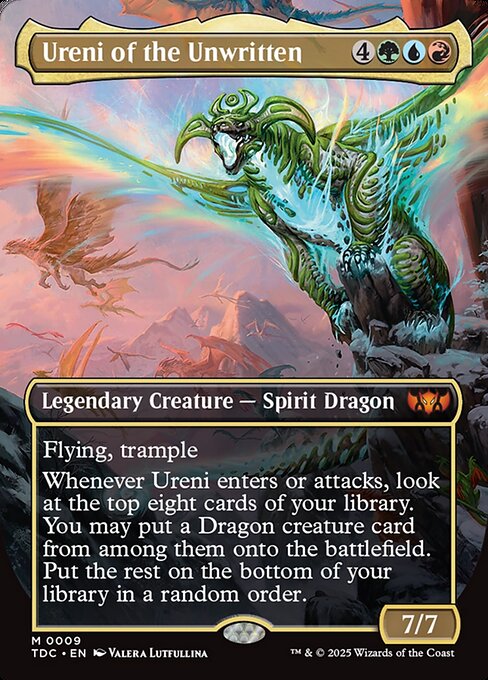 Ureni of the Unwritten 4
Legendary Creature — Spirit Dragon
Flying, trample
Whenever Ureni enters or attacks, look
at the top eight cards of your library.
You may put a Dragon creature card
from among them onto the battlefield.
Put the rest on the bottom of your
library in a random order.
7/7
M 0009
TDC • EN Valera Lutfullina
™ & © 2025 Wizards of the Coast